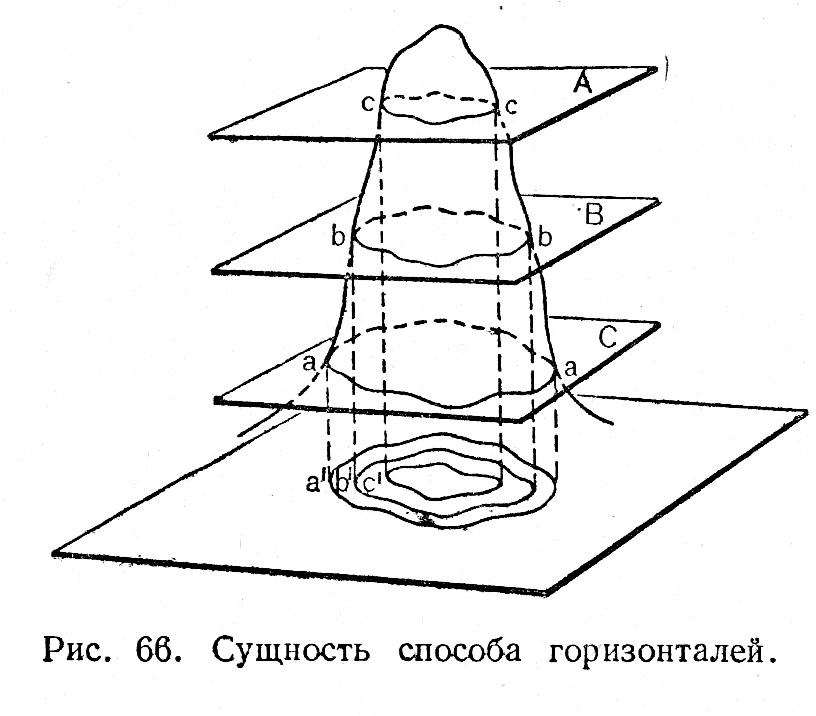 A
c c
B
b b
C
a a
a' b' c'
Рис. 66. Сущность способа горизонталей.